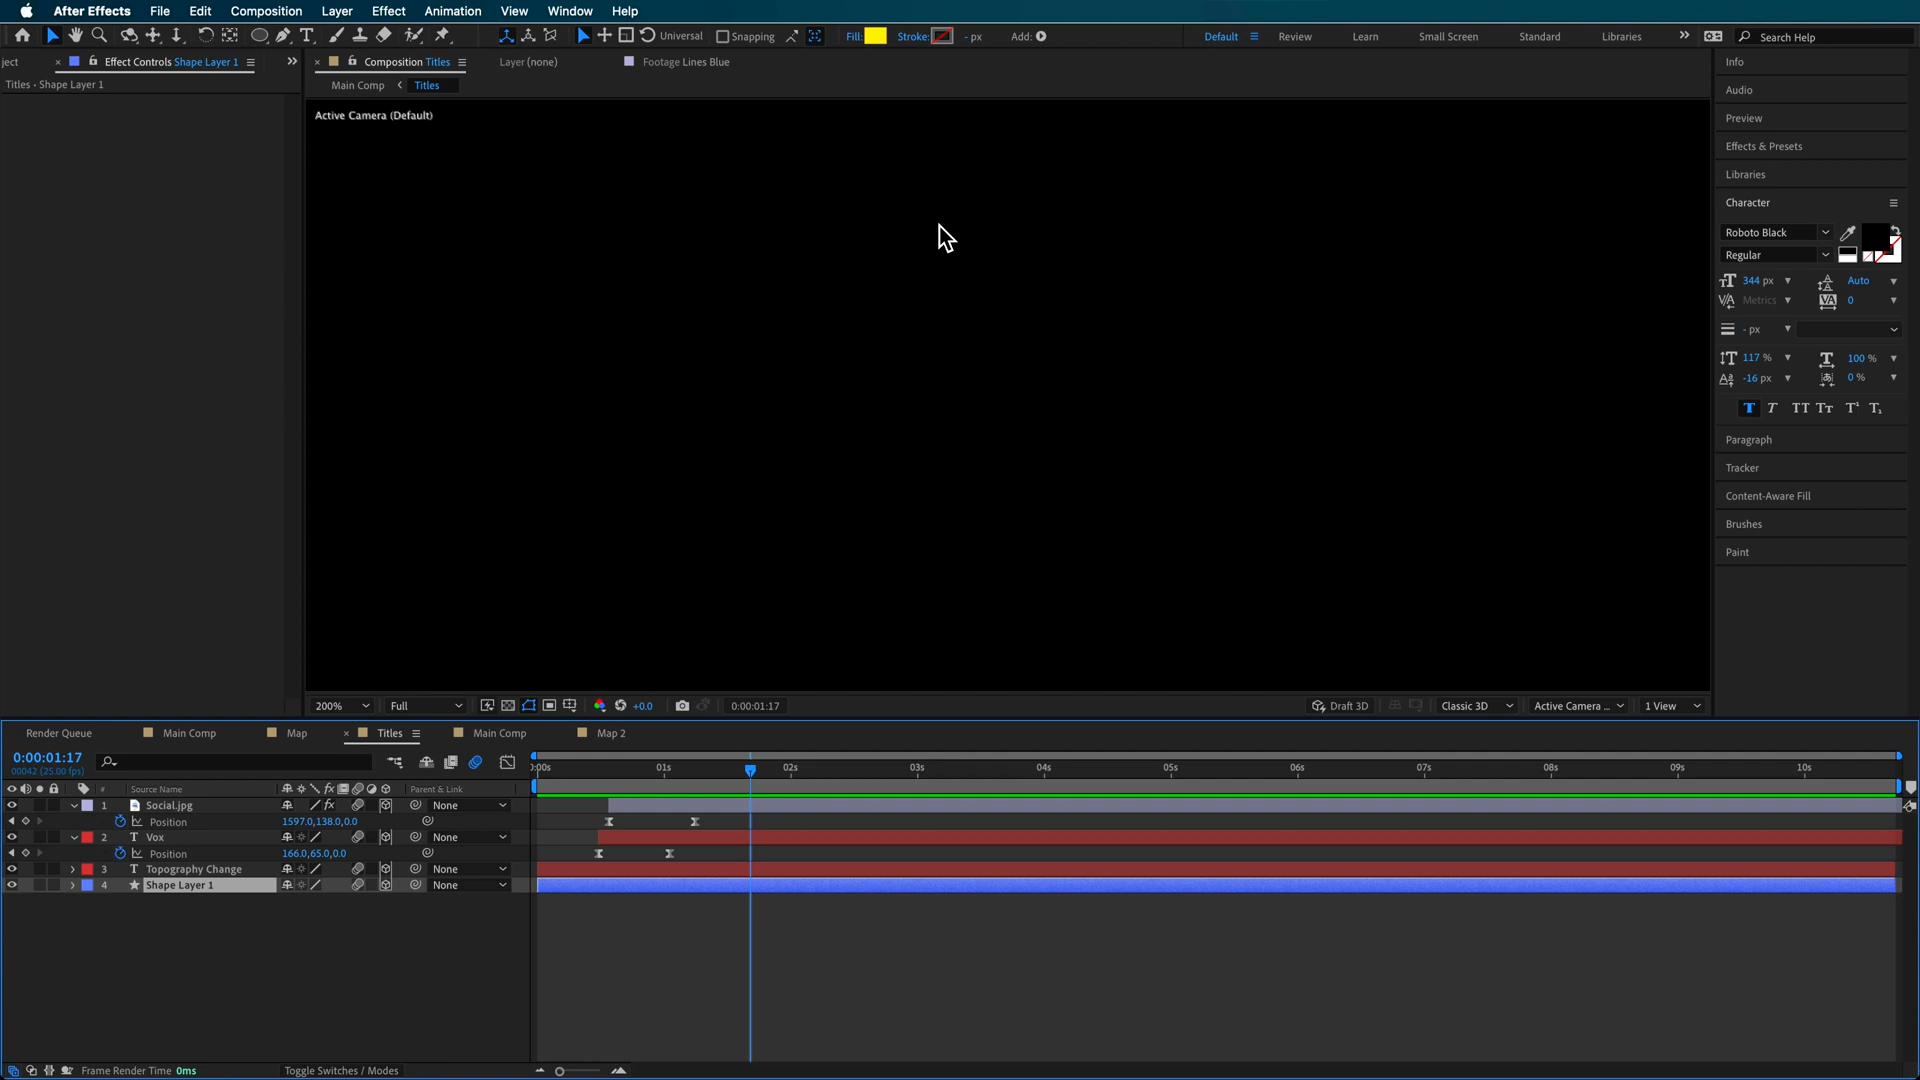 After Effects File Edit Composition Layer Effect Animation View Window Help
Universal Snapping Fill: Stroke: - px Add: Default Review Learn Small Screen Standard Libraries Search Help
ject Effect Controls Shape Layer 1 Composition Titles Layer (none) Footage Lines Blue Info
Titles • Shape Layer 1 Main Comp Titles
Audio
Active Camera (Default)
Preview
Effects & Presets
Libraries
Character
Roboto Black
Regular
344 px Auto
Metrics 0
- px
117 % 100 %
-16 px 0 %
Paragraph
Tracker
Content-Aware Fill
Brushes
Paint
200% Full +0.0 0:00:01:17 Draft 3D Classic 3D Active Camera ... 1 View
Render Queue Main Comp Map Titles Main Comp Map 2
0:00:01:17
00042 (25.00 fps)
:00s 01s 02s 03s 04s 05s 06s 07s 08s 09s 10s
# Source Name Parent & Link
1 Social.jpg None
Position 1597.0,138.0,0.0
2 T Vox None
Position 166.0,65.0,0.0
3 T Topography Change None
4 Shape Layer 1 None
Frame Render Time 0ms Toggle Switches / Modes